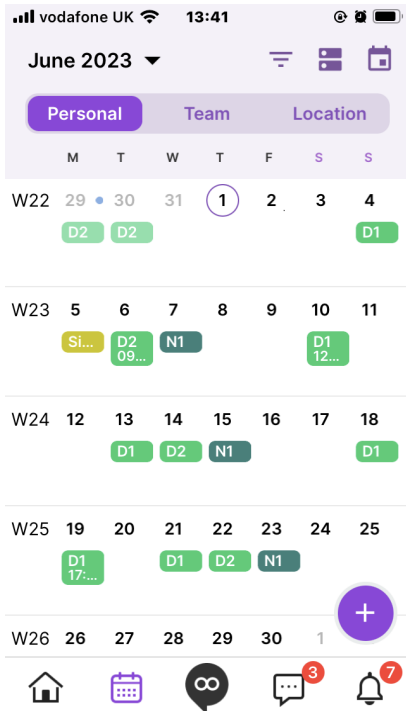 vodafone UK 13:41
June 2023
Personal Team Location
M T W T F S S
W22 29 30 31 1 2 3 4
D2 D2 D1
W23 5 6 7 8 9 10 11
Si... D2 N1 D1
09... 12...
W24 12 13 14 15 16 17 18
D1 D2 N1 D1
W25 19 20 21 22 23 24 25
D1 D1 D2 N1
17:...
W26 26 27 28 29 30 1
3 7